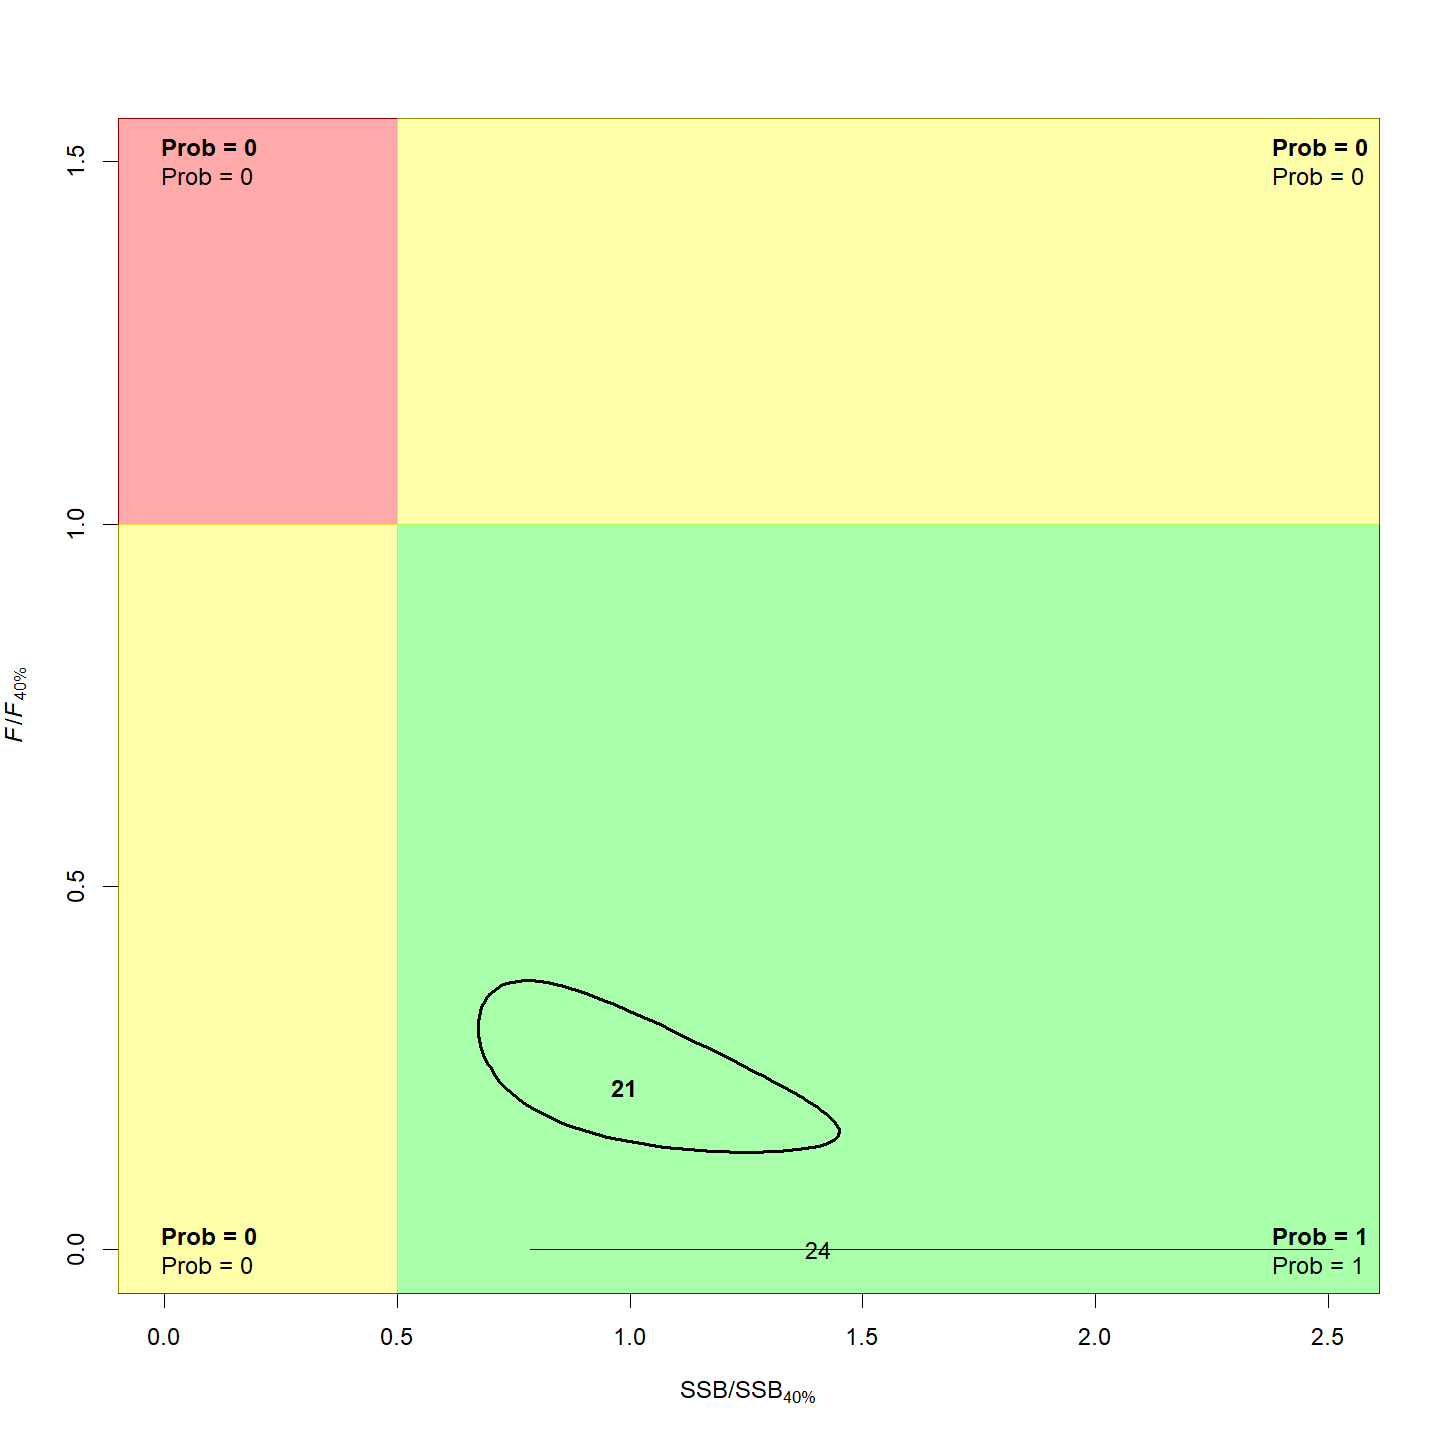 Prob = 0
Prob = 0
Prob = 0
Prob = 0
1.5
1.0
0.5
0.0
F/F40%
21
24
Prob = 0
Prob = 0
Prob = 1
Prob = 1
0.0 0.5 1.0 1.5 2.0 2.5
SSB/SSB40%